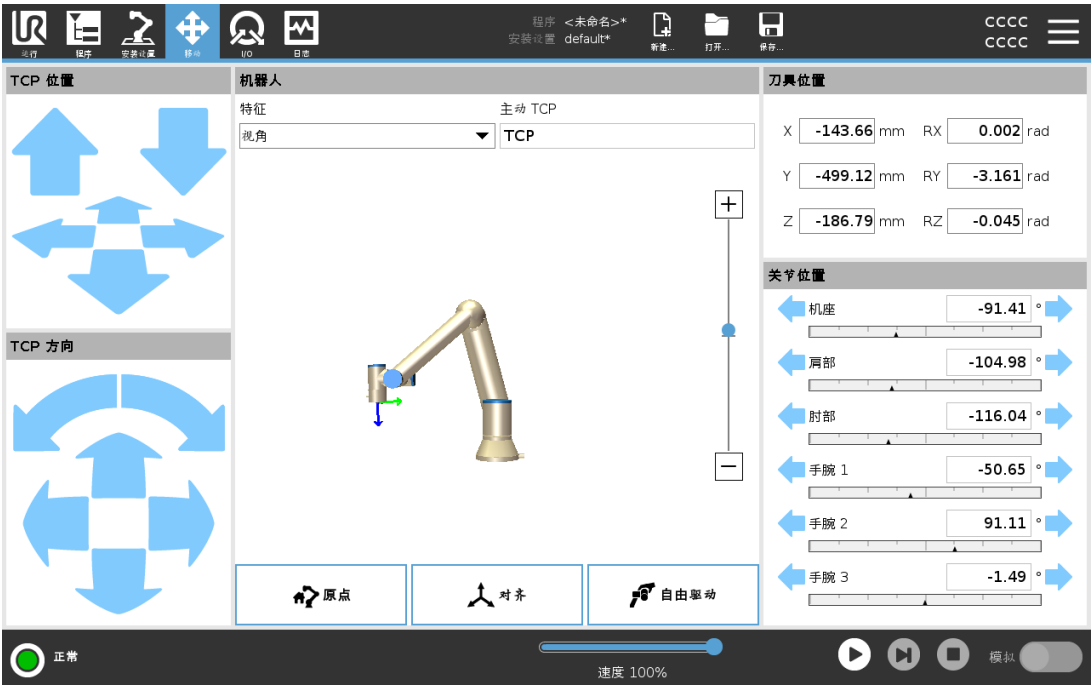 UR
程序 <未命名>*
安装设置 default*
CCCC
CCCC
运行
程序
安装设置
移动
I/O
日志
新建...
打开...
保存...
TCP 位置
机器人
刀具位置
特征
主动 TCP
视角
TCP
X -143.66 mm RX 0.002 rad
Y -499.12 mm RY -3.161 rad
Z -186.79 mm RZ -0.045 rad
关节位置
机座 -91.41 °
肩部 -104.98 °
肘部 -116.04 °
手腕 1 -50.65 °
手腕 2 91.11 °
手腕 3 -1.49 °
TCP 方向
原点
对齐
自由驱动
正常
速度 100%
模拟